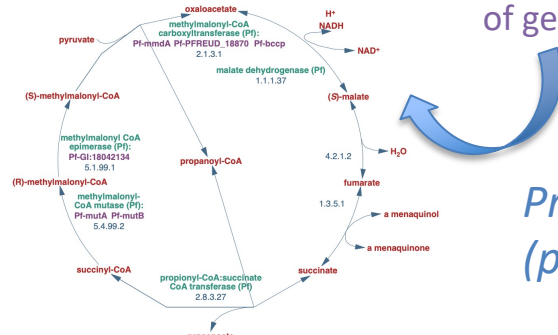 oxaloacetate
H⁺
NADH
of ge
methylmalonyl-CoA
carboxytransferase (Pf):
Pf-mmdA Pf-PFREUD_18870 Pf-bccp
2.1.3.1
pyruvate
NAD⁺
malate dehydrogenase (Pf)
1.1.1.37
(S)-methylmalonyl-CoA
(S)-malate
methylmalonyl CoA
epimerase (Pf):
Pf-GI:18042134
5.1.99.1
propanoyl-CoA
4.2.1.2
H₂O
(R)-methylmalonyl-CoA
fumarate
methylmalonyl-
CoA mutase (Pf):
Pf-mutA Pf-mutB
5.4.99.2
1.3.5.1
a menaquinol
Pr
(p
a menaquinone
succinyl-CoA
succinate
propionyl-CoA:succinate
CoA transferase (Pf)
2.8.3.27